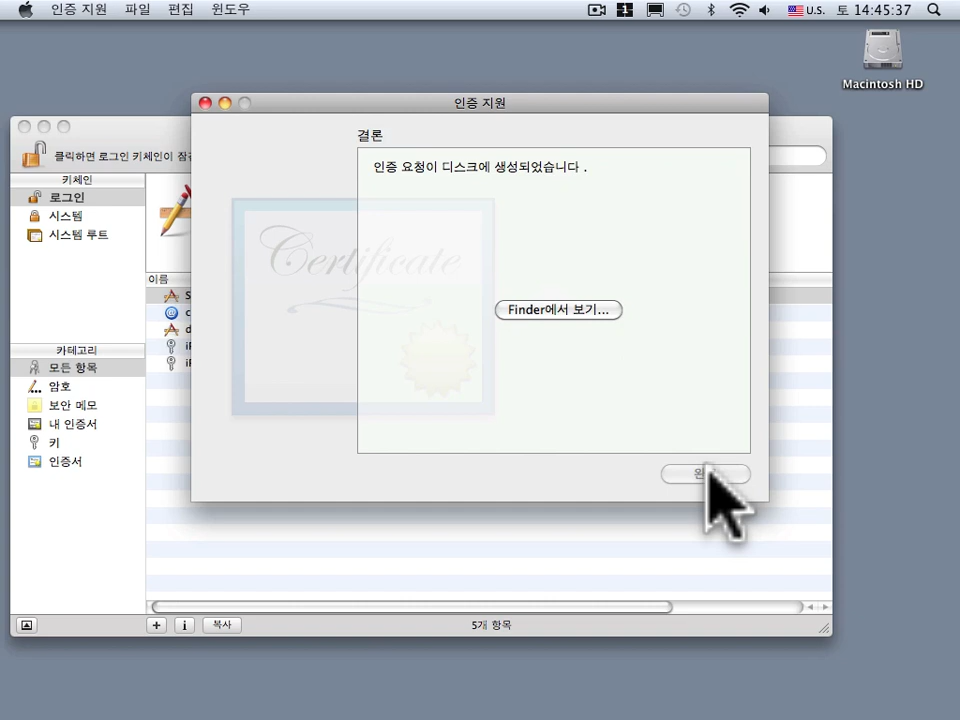 인증 지원 파일 편집 윈도우
U.S. 토 14:45:37
Macintosh HD
인증 지원
결론
인증 요청이 디스크에 생성되었습니다 .
Certificate
Finder에서 보기...
클릭하면 로그인 키체인이
키체인
로그인
시스템
시스템 루트
이름
카테고리
모든 항목
암호
보안 메모
내 인증서
키
인증서
복사
5개 항목